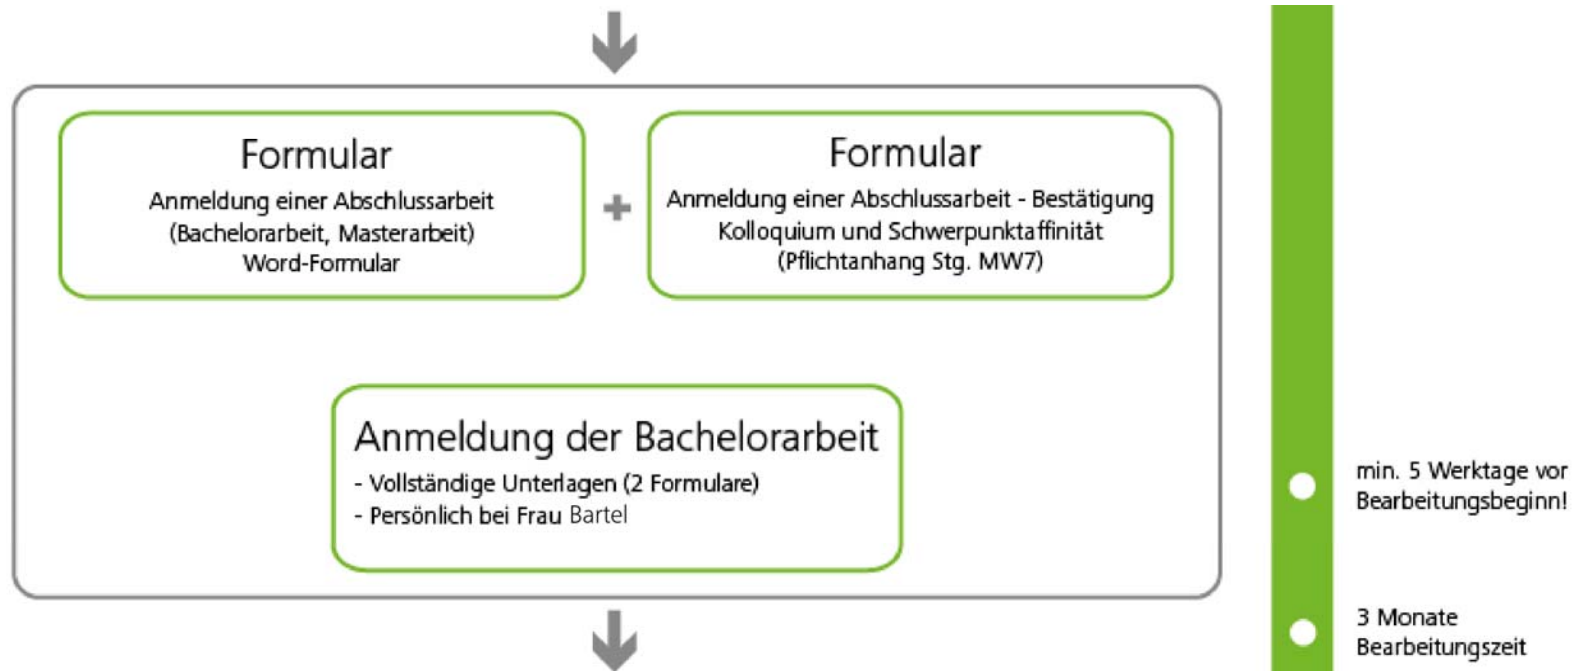 Formular
Anmeldung einer Abschlussarbeit
(Bachelorarbeit, Masterarbeit)
Word-Formular
+
Formular
Anmeldung einer Abschlussarbeit - Bestätigung
Kolloquium und Schwerpunktaffinität
(Pflichtanhang Stg. MW7)
Anmeldung der Bachelorarbeit
- Vollständige Unterlagen (2 Formulare)
- Persönlich bei Frau Bartel
min. 5 Werktage vor
Bearbeitungsbeginn!
3 Monate
Bearbeitungszeit